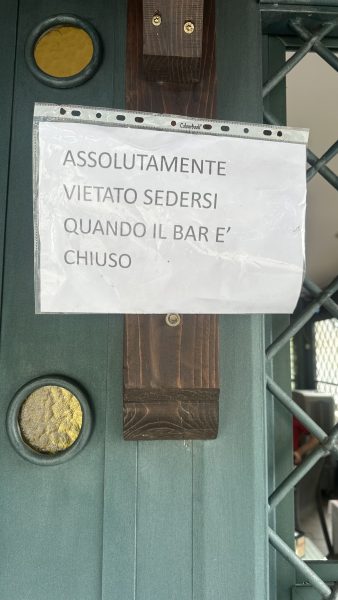 ASSOLUTAMENTE
VIETATO SEDERSI
QUANDO IL BAR E’
CHIUSO